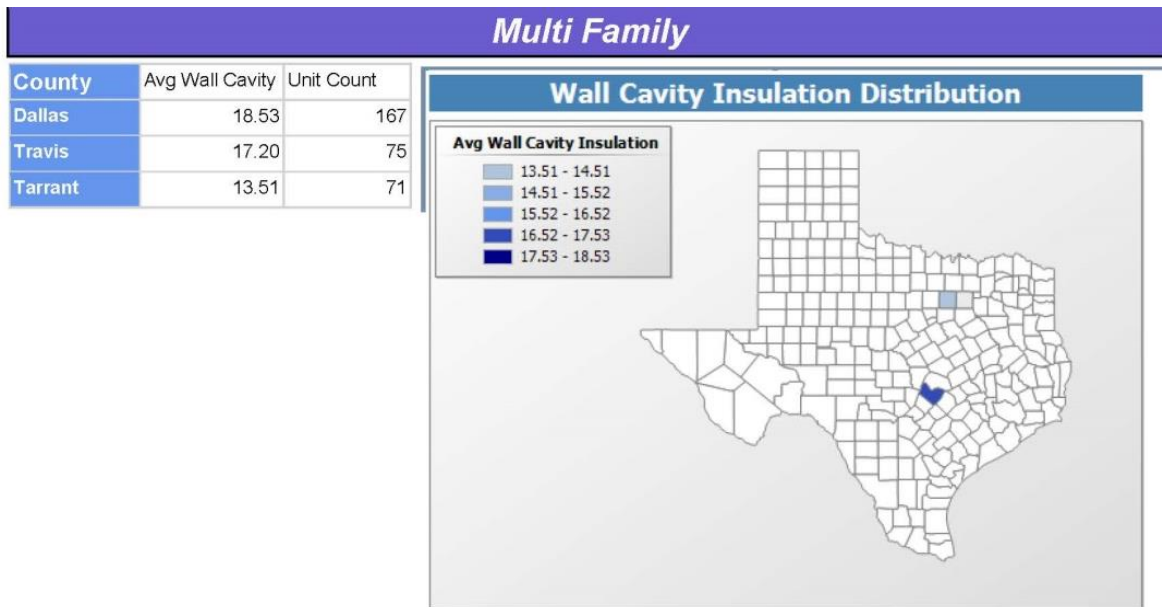 Multi Family
County Avg Wall Cavity Unit Count
Dallas 18.53 167
Travis 17.20 75
Tarrant 13.51 71
Wall Cavity Insulation Distribution
Avg Wall Cavity Insulation
13.51 - 14.51
14.51 - 15.52
15.52 - 16.52
16.52 - 17.53
17.53 - 18.53